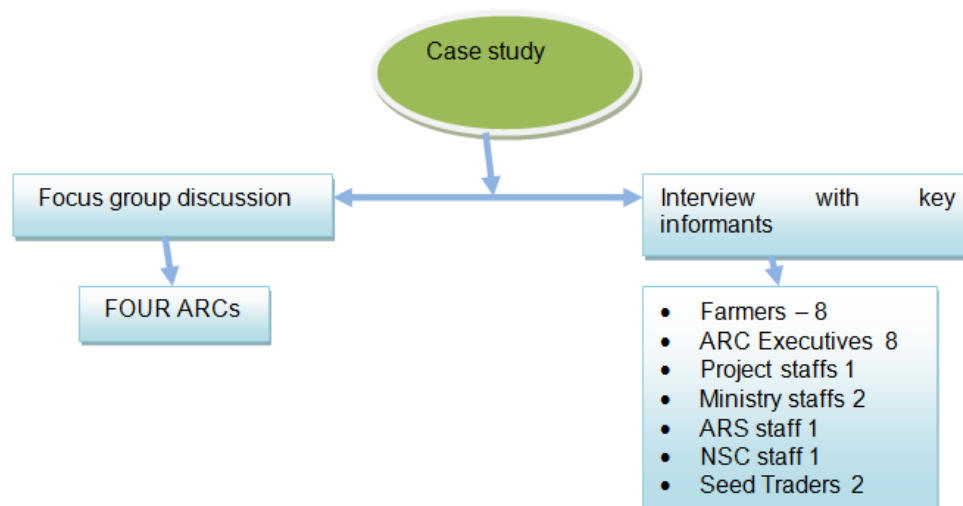 Case study
Focus group discussion
Interview with key
informants
FOUR ARCs
• Farmers – 8
• ARC Executives 8
• Project staffs 1
• Ministry staffs 2
• ARS staff 1
• NSC staff 1
• Seed Traders 2